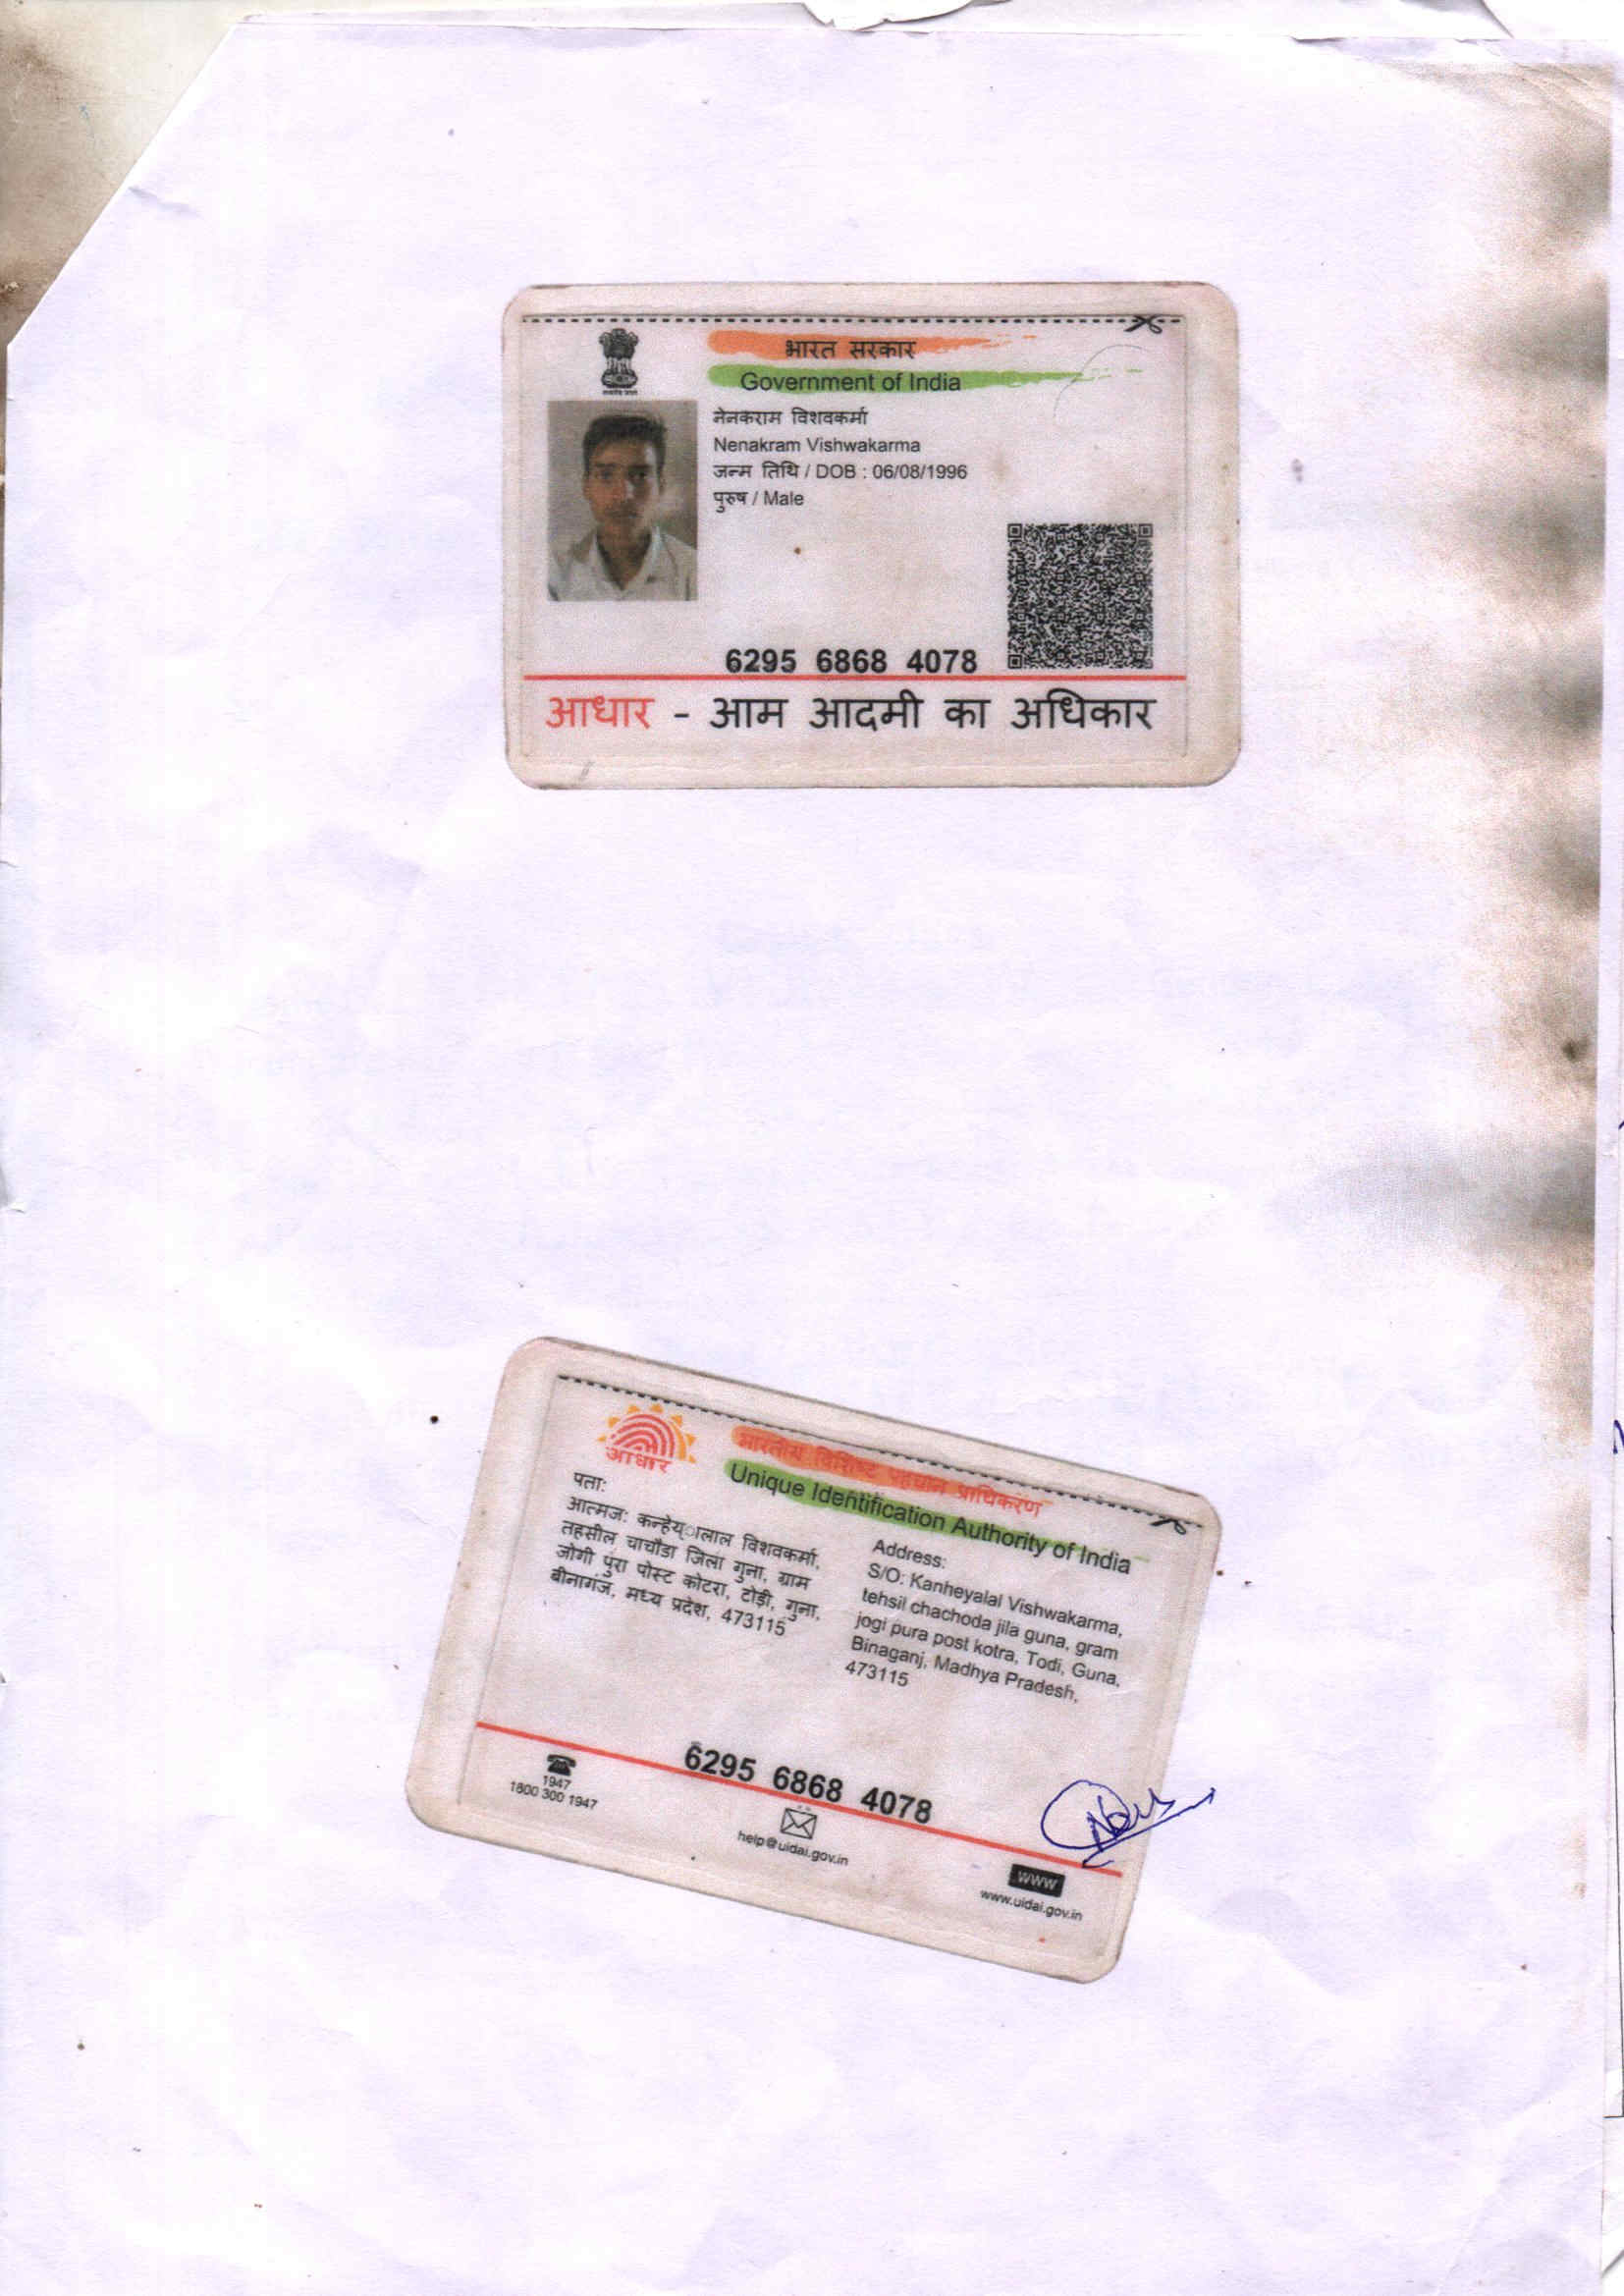 भारत सरकार
Government of India
नेनकराम विशवकर्मा
Nenakram Vishwakarma
जन्म तिथि / DOB : 06/08/1996
पुरुष / Male
6295 6868 4078
आधार - आम आदमी का अधिकार
आधार
भारतीय विशिष्ट पहचान प्राधिकरण
Unique Identification Authority of India
पता:
आत्मज: कन्हेय्ालाल विशवकर्मा,
तहसील चाचौडा जिला गुना, ग्राम
जोगी पुरा पोस्ट कोटरा, टोड़ी, गुना,
बीनागंज, मध्य प्रदेश, 473115
Address:
S/O: Kanheyalal Vishwakarma,
tehsil chachoda jila guna, gram
jogi pura post kotra, Todi, Guna,
Binaganj, Madhya Pradesh,
473115
6295 6868 4078
1947
1800 300 1947
help@uidai.gov.in
www
www.uidai.gov.in